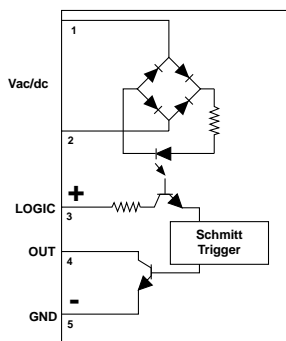 1
Vac/dc
2
+
LOGIC
3
Schmitt
Trigger
OUT
4
-
GND
5